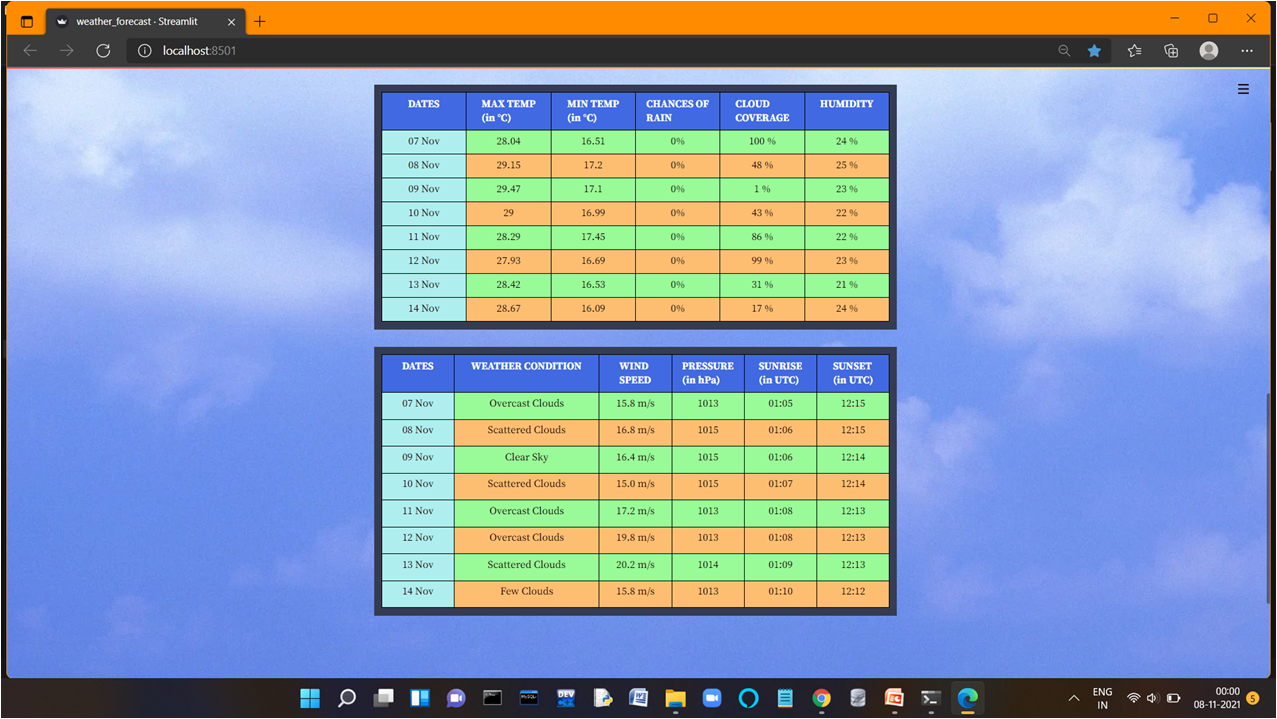 weather_forecast · Streamlit
localhost:8501
DATES MAX TEMP (in °C) MIN TEMP (in °C) CHANCES OF RAIN CLOUD COVERAGE HUMIDITY
07 Nov 28.04 16.51 0% 100 % 24 %
08 Nov 29.15 17.2 0% 48 % 25 %
09 Nov 29.47 17.1 0% 1 % 23 %
10 Nov 29 16.99 0% 43 % 22 %
11 Nov 28.29 17.45 0% 86 % 22 %
12 Nov 27.93 16.69 0% 99 % 23 %
13 Nov 28.42 16.53 0% 31 % 21 %
14 Nov 28.67 16.09 0% 17 % 24 %
DATES WEATHER CONDITION WIND SPEED PRESSURE (in hPa) SUNRISE (in UTC) SUNSET (in UTC)
07 Nov Overcast Clouds 15.8 m/s 1013 01:05 12:15
08 Nov Scattered Clouds 16.8 m/s 1015 01:06 12:15
09 Nov Clear Sky 16.4 m/s 1015 01:06 12:14
10 Nov Scattered Clouds 15.0 m/s 1015 01:07 12:14
11 Nov Overcast Clouds 17.2 m/s 1013 01:08 12:13
12 Nov Overcast Clouds 19.8 m/s 1013 01:08 12:13
13 Nov Scattered Clouds 20.2 m/s 1014 01:09 12:13
14 Nov Few Clouds 15.8 m/s 1013 01:10 12:12
DEV
ENG
IN
00:00
08-11-2021
5